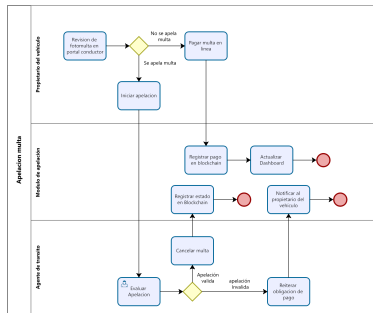 Apelacion multa
Propietario del vehículo
Revision de
fotomulta en
portal conductor
No se apela
multa
Se apela multa
Pagar multa en
linea
Iniciar apelacion
Modulo de apelación
Registrar pago
en blockchain
Actualizar
Dashboard
Registrar estado
en Blockchain
Notificar al
propietario del
vehiculo
Agente de transito
Cancelar multa
Apelación
valida
apelación
Invalida
Evaluar
Apelacion
Reiterar
obligacion de
pago